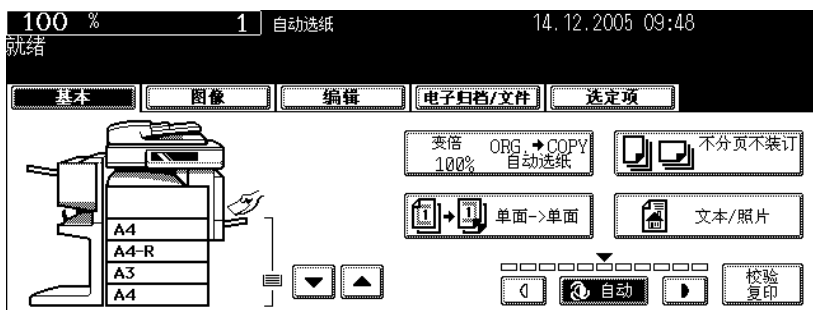 100 % 1 自动选纸 14.12.2005 09:48
就绪
基本 图像 编辑 电子归档/文件 选定项
变倍 ORG.→COPY
100% 自动选纸
不分页不装订
1→1 单面->单面
文本/照片
A4
A4-R
A3
A4
自动
校验
复印